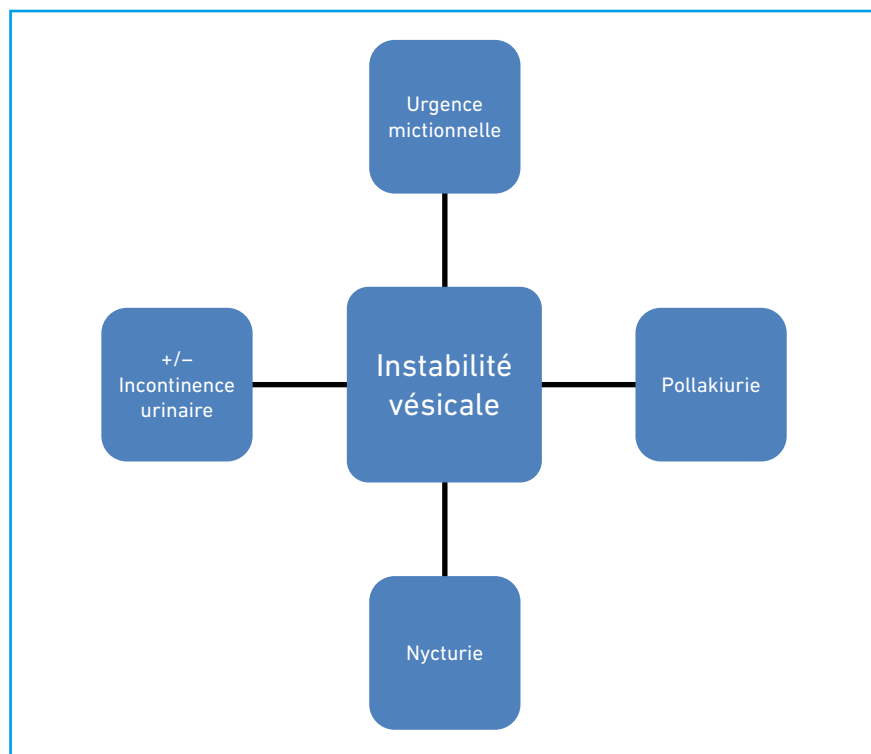 Urgence
mictionnelle
+/–
Incontinence
urinaire
Instabilité
vésicale
Pollakiurie
Nycturie